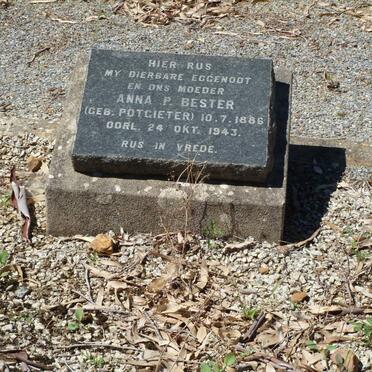 HIER RUS
MY DIERBARE EGGENOOT
EN ONS MOEDER
ANNA P. BESTER
(GEB. POTGIETER) 10.7.1886
OORL. 24 OKT. 1943.
RUS IN VREDE.